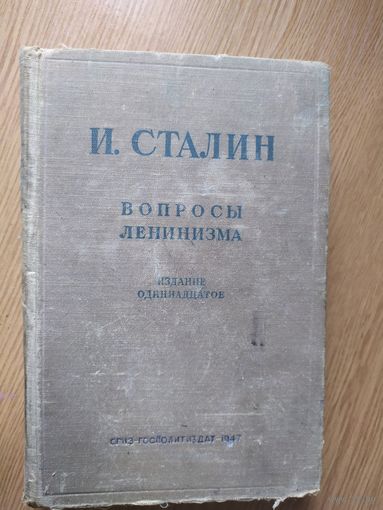 И. СТАЛИН
ВОПРОСЫ
ЛЕНИНИЗМА
ИЗДАНИЕ
ОДИННАДЦАТОЕ
ОГИЗ-ГОСПОЛИТИЗДАТ-1947